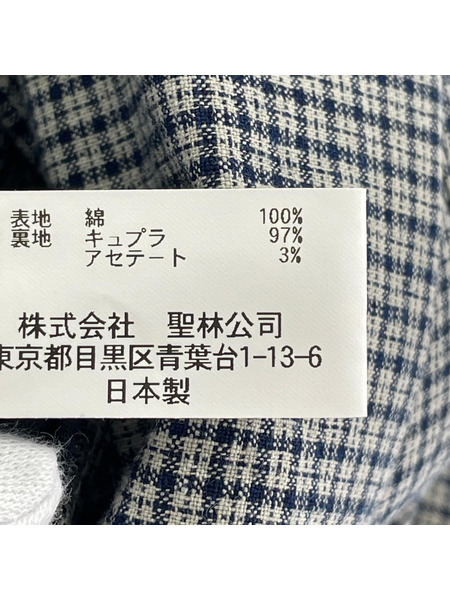 表地 綿 100%
裏地 キュプラ 97%
アセテート 3%
株式会社 聖林公司
東京都目黒区青葉台1-13-6
日本製